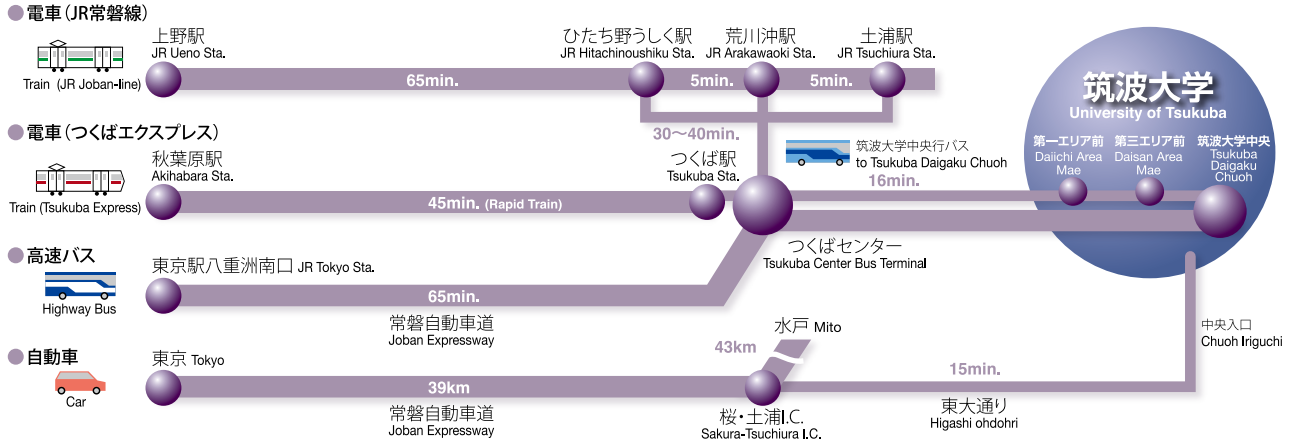 電車（JR常磐線）
Train (JR Joban-line)
上野駅
JR Ueno Sta.
65min.
ひたち野うしく駅
JR Hitachinoushiku Sta.
5min.
荒川沖駅
JR Arakawaoki Sta.
5min.
土浦駅
JR Tsuchiura Sta.
30〜40min.
電車（つくばエクスプレス）
Train (Tsukuba Express)
秋葉原駅
Akihabara Sta.
45min. (Rapid Train)
つくば駅
Tsukuba Sta.
筑波大学中央行バス
to Tsukuba Daigaku Chuoh
16min.
筑波大学
University of Tsukuba
第一エリア前
Daiichi Area
Mae
第三エリア前
Daisan Area
Mae
筑波大学中央
Tsukuba
Daigaku
Chuoh
つくばセンター
Tsukuba Center Bus Terminal
高速バス
Highway Bus
東京駅八重洲南口 JR Tokyo Sta.
65min.
常磐自動車道
Joban Expressway
自動車
Car
東京 Tokyo
39km
常磐自動車道
Joban Expressway
水戸 Mito
43km
桜・土浦I.C.
Sakura-Tsuchiura I.C.
15min.
東大通り
Higashi ohdohri
中央入口
Chuoh Iriguchi